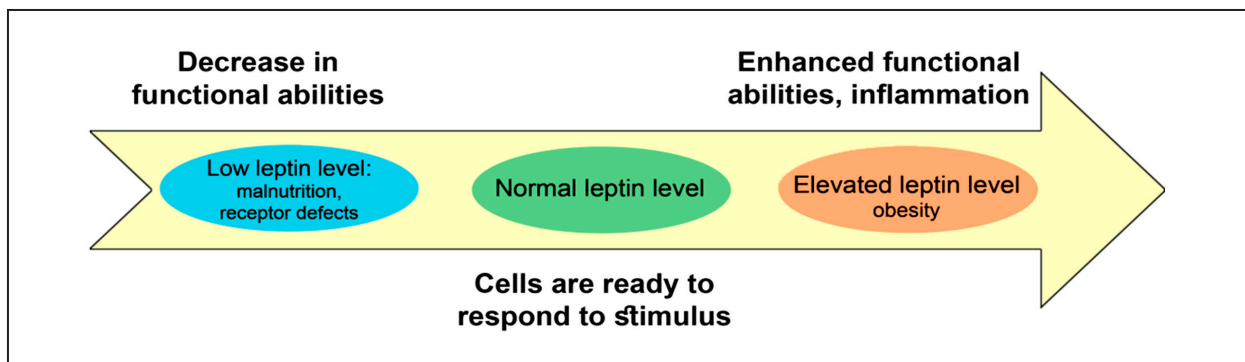 Decrease in
functional abilities
Enhanced functional
abilities, inflammation
Low leptin level:
malnutrition,
receptor defects
Normal leptin level
Elevated leptin level
obesity
Cells are ready to
respond to stimulus